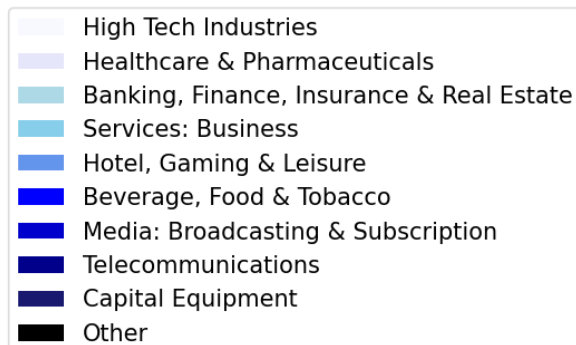 High Tech Industries
Healthcare & Pharmaceuticals
Banking, Finance, Insurance & Real Estate
Services: Business
Hotel, Gaming & Leisure
Beverage, Food & Tobacco
Media: Broadcasting & Subscription
Telecommunications
Capital Equipment
Other